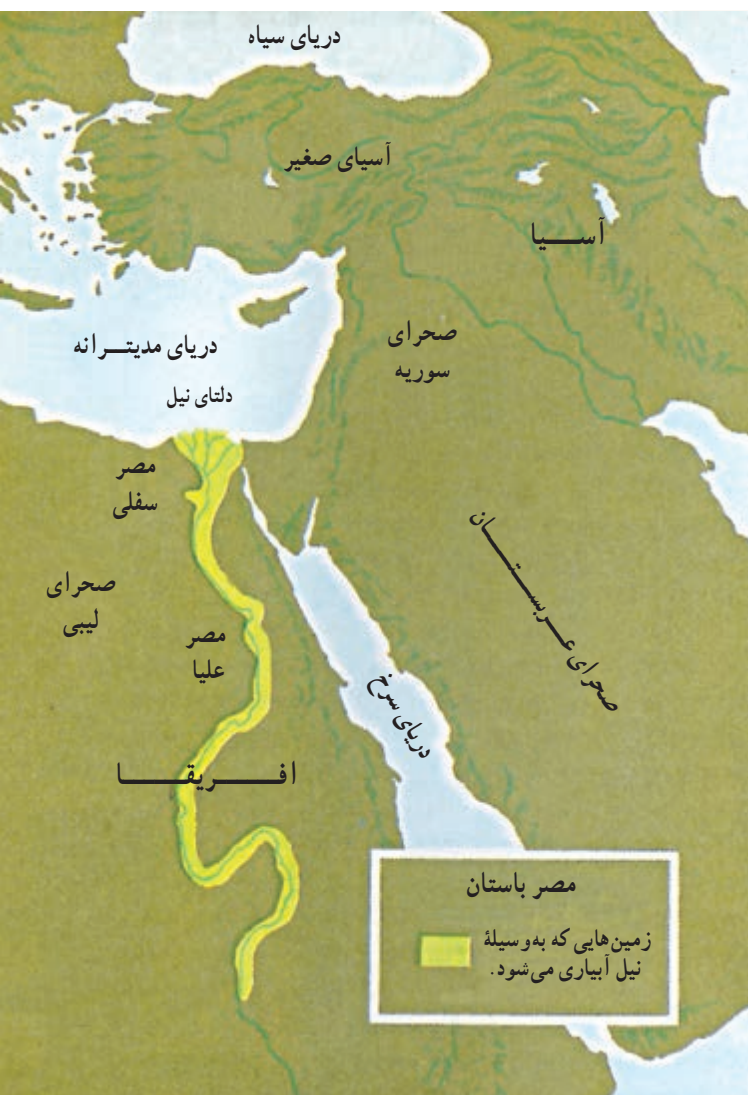 دریای سیاه
آسیای صغیر
آسیا
صحرای
سوریه
دریای مدیترانه
دلتای نیل
مصر
سفلی
صحرای
لیبی
مصر
علیا
صحرای عربستان
دریای سرخ
افریقا
مصر باستان
زمین‌هایی که به‌وسیلهٔ
نیل آبیاری می‌شود.